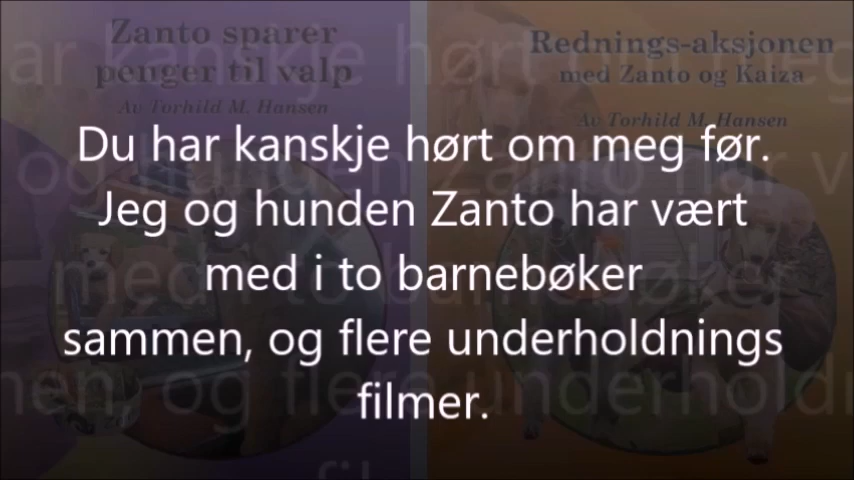 Zanto sparer
penger til valp
Av Torhild M. Hansen
Rednings-aksjonen
med Zanto og Kaiza
Av Torhild M. Hansen
Du har kanskje hørt om meg før.
Jeg og hunden Zanto har vært
med i to barnebøker
sammen, og flere underholdnings
filmer.